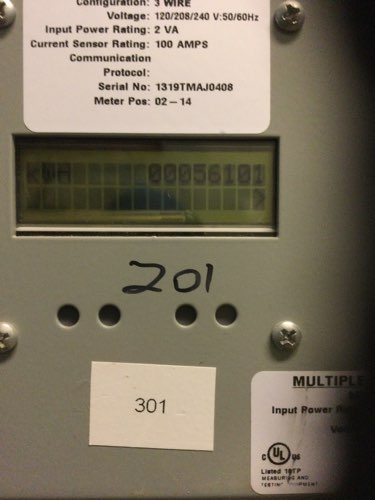 Configuration: 3 WIRE
Voltage: 120/208/240 V:50/60Hz
Input Power Rating: 2 VA
Current Sensor Rating: 100 AMPS
Communication
Protocol:
Serial No: 1319TMAJ0408
Meter Pos: 02-14
KWH 00056101
>
201
301
MULTIPLE
Input Power
UL
c us
Listed
MEASURING AND